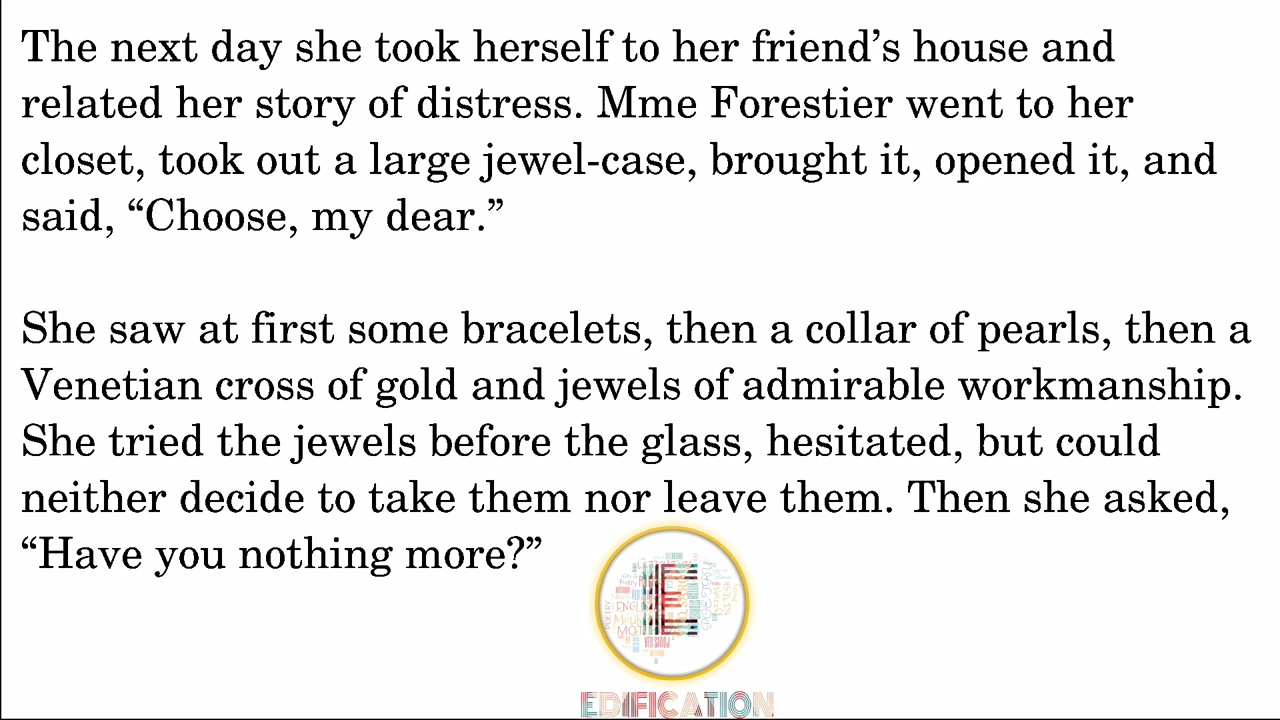 The next day she took herself to her friend’s house and
related her story of distress. Mme Forestier went to her
closet, took out a large jewel-case, brought it, opened it, and
said, “Choose, my dear.”
She saw at first some bracelets, then a collar of pearls, then a
Venetian cross of gold and jewels of admirable workmanship.
She tried the jewels before the glass, hesitated, but could
neither decide to take them nor leave them. Then she asked,
“Have you nothing more?”
E
EDIFICATION